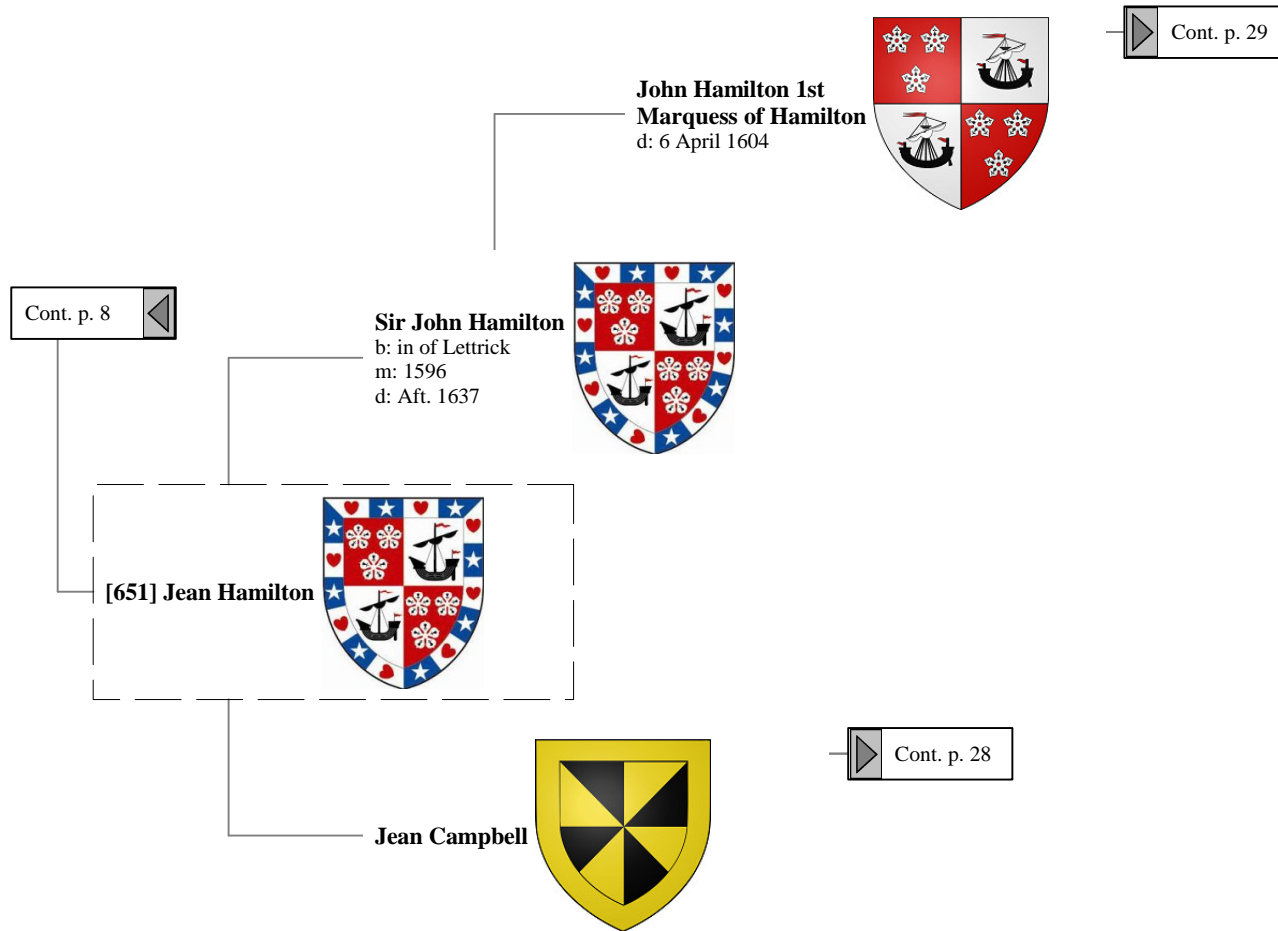 Cont. p. 29
John Hamilton 1st
Marquess of Hamilton
d: 6 April 1604
Cont. p. 8
Sir John Hamilton
b: in of Lettrick
m: 1596
d: Aft. 1637
[651] Jean Hamilton
Cont. p. 28
Jean Campbell